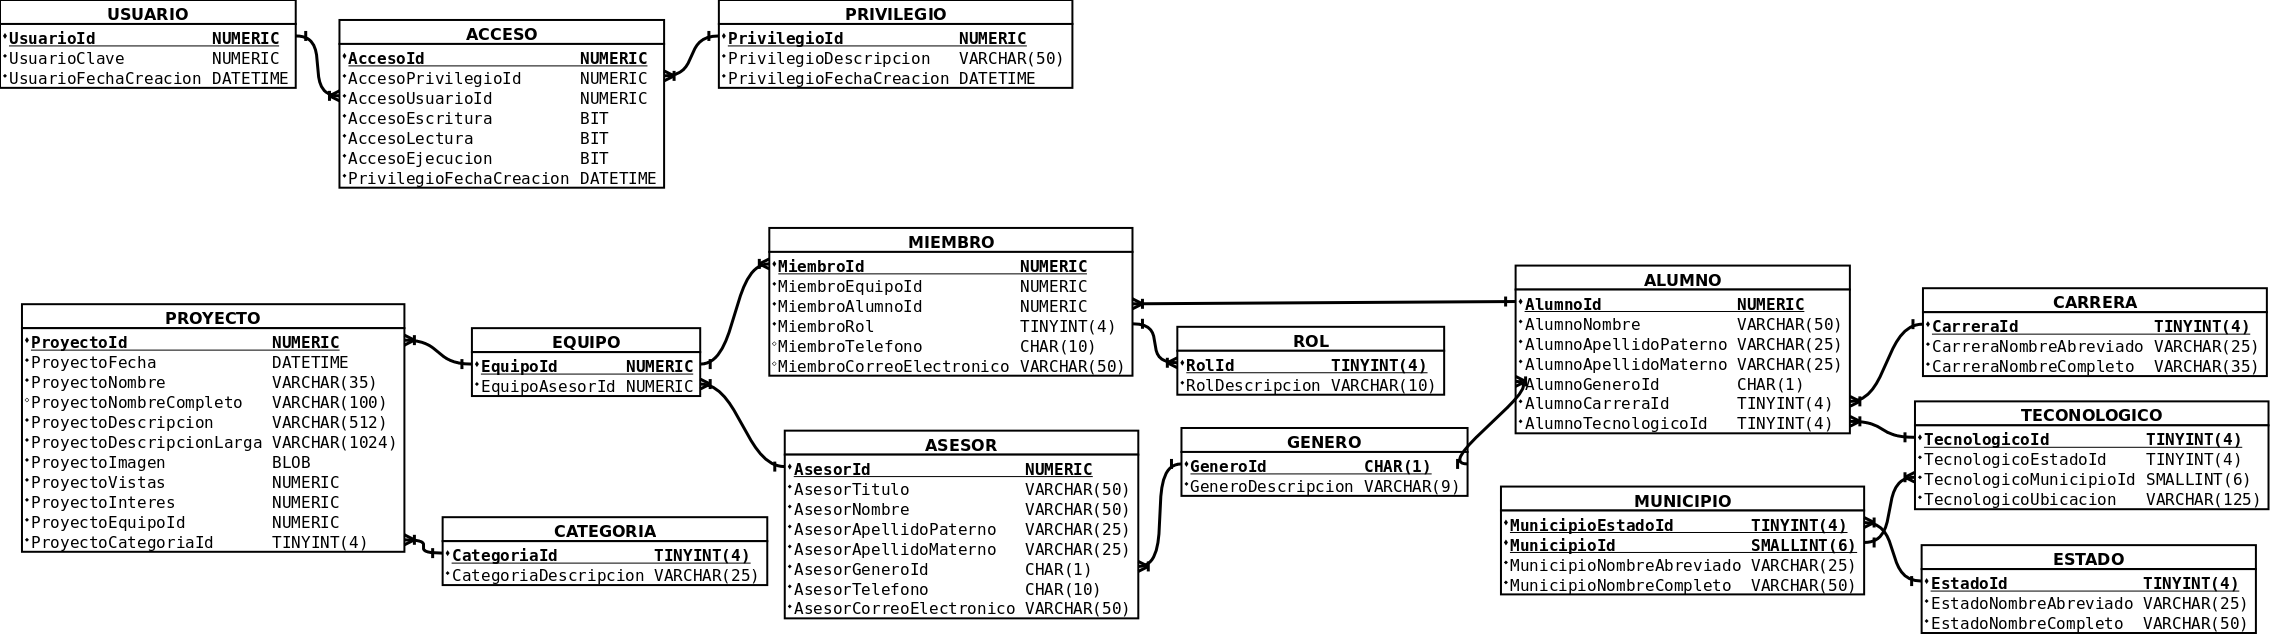 USUARIO
UsuarioId NUMERIC
UsuarioClave NUMERIC
UsuarioFechaCreacion DATETIME
ACCESO
AccesoId NUMERIC
AccesoPrivilegioId NUMERIC
AccesoUsuarioId NUMERIC
AccesoEscritura BIT
AccesoLectura BIT
AccesoEjecucion BIT
PrivilegioFechaCreacion DATETIME
PRIVILEGIO
PrivilegioId NUMERIC
PrivilegioDescripcion VARCHAR(50)
PrivilegioFechaCreacion DATETIME
PROYECTO
ProyectoId NUMERIC
ProyectoFecha DATETIME
ProyectoNombre VARCHAR(35)
ProyectoNombreCompleto VARCHAR(100)
ProyectoDescripcion VARCHAR(512)
ProyectoDescripcionLarga VARCHAR(1024)
ProyectoImagen BLOB
ProyectoVistas NUMERIC
ProyectoInteres NUMERIC
ProyectoEquipoId NUMERIC
ProyectoCategoriaId TINYINT(4)
EQUIPO
EquipoId NUMERIC
EquipoAsesorId NUMERIC
CATEGORIA
CategoriaId TINYINT(4)
CategoriaDescripcion VARCHAR(25)
MIEMBRO
MiembroId NUMERIC
MiembroEquipoId NUMERIC
MiembroAlumnoId NUMERIC
MiembroRol TINYINT(4)
MiembroTelefono CHAR(10)
MiembroCorreoElectronico VARCHAR(50)
ASESOR
AsesorId NUMERIC
AsesorTitulo VARCHAR(50)
AsesorNombre VARCHAR(50)
AsesorApellidoPaterno VARCHAR(25)
AsesorApellidoMaterno VARCHAR(25)
AsesorGeneroId CHAR(1)
AsesorTelefono CHAR(10)
AsesorCorreoElectronico VARCHAR(50)
ROL
RolId TINYINT(4)
RolDescripcion VARCHAR(10)
GENERO
GeneroId CHAR(1)
GeneroDescripcion VARCHAR(9)
ALUMNO
AlumnoId NUMERIC
AlumnoNombre VARCHAR(50)
AlumnoApellidoPaterno VARCHAR(25)
AlumnoApellidoMaterno VARCHAR(25)
AlumnoGeneroId CHAR(1)
AlumnoCarreraId TINYINT(4)
AlumnoTecnologicoId TINYINT(4)
MUNICIPIO
MunicipioEstadoId TINYINT(4)
MunicipioId SMALLINT(6)
MunicipioNombreAbreviado VARCHAR(25)
MunicipioNombreCompleto VARCHAR(50)
CARRERA
CarreraId TINYINT(4)
CarreraNombreAbreviado VARCHAR(25)
CarreraNombreCompleto VARCHAR(35)
TECONOLOGICO
TecnologicoId TINYINT(4)
TecnologicoEstadoId TINYINT(4)
TecnologicoMunicipioId SMALLINT(6)
TecnologicoUbicacion VARCHAR(125)
ESTADO
EstadoId TINYINT(4)
EstadoNombreAbreviado VARCHAR(25)
EstadoNombreCompleto VARCHAR(50)